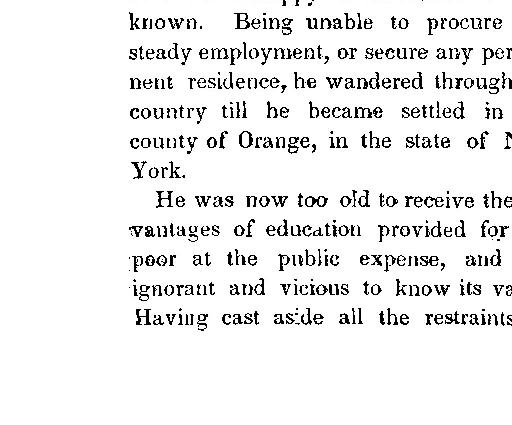 known. Being unable to procure
steady employment, or secure any per
nent residence, he wandered through
country till he became settled in
county of Orange, in the state of
York.
He was now too old to receive the
vantages of education provided for
poor at the public expense, and
ignorant and vicious to know its va
Having cast aside all the restraints